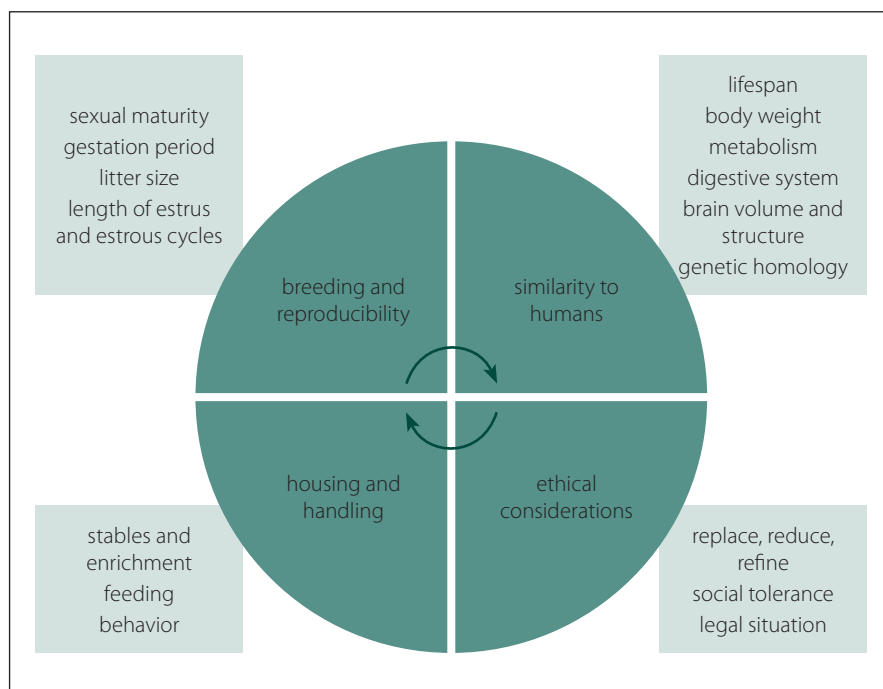 sexual maturity
gestation period
litter size
length of estrus
and estrous cycles
lifespan
body weight
metabolism
digestive system
brain volume and
structure
genetic homology
breeding and
reproducibility
similarity to
humans
housing and
handling
ethical
considerations
stables and
enrichment
feeding
behavior
replace, reduce,
refine
social tolerance
legal situation